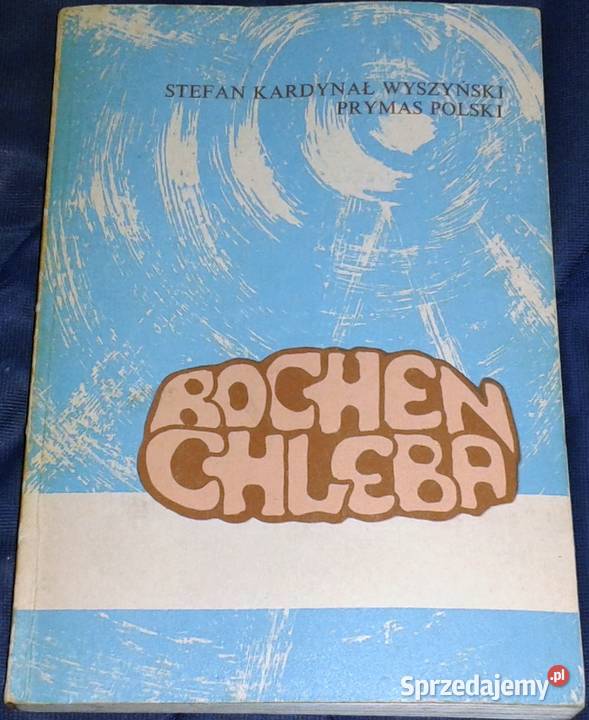 STEFAN KARDYNAŁ WYSZYŃSKI
PRYMAS POLSKI
BOCHEN
CHLEBA
Sprzedajemy.pl